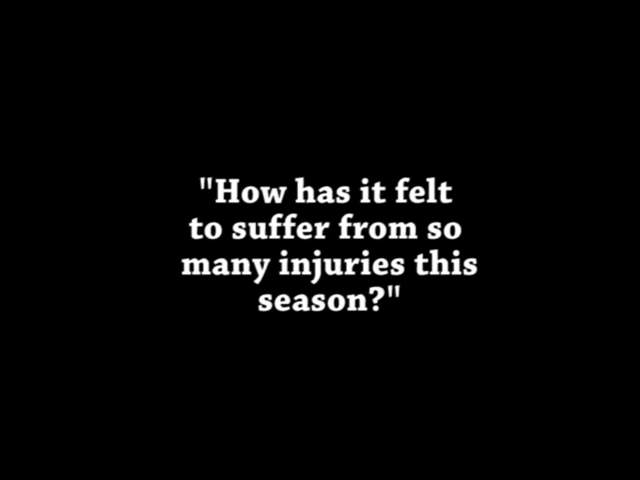 "How has it felt
to suffer from so
many injuries this
season?"